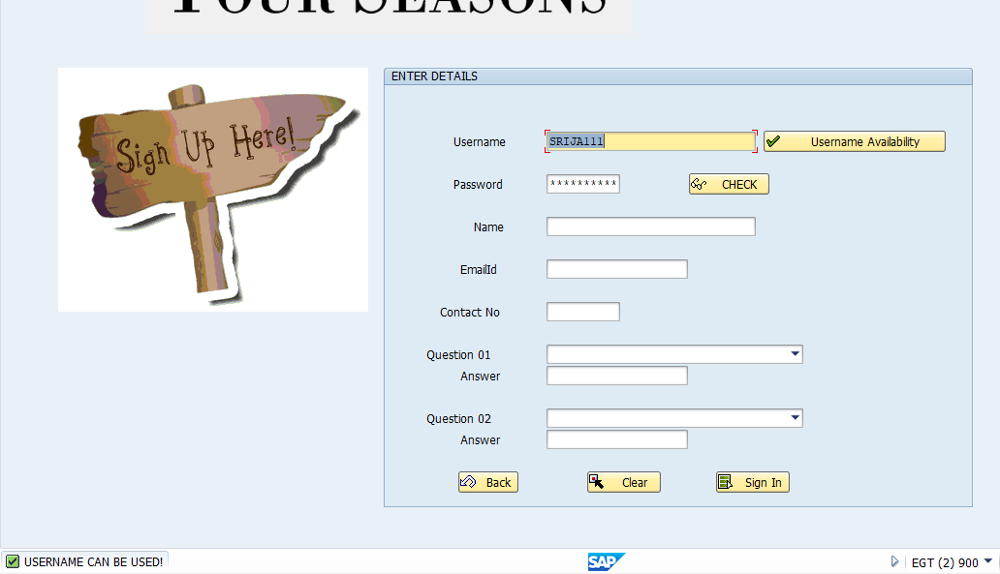 FOUR SEASONS
Sign Up Here!
ENTER DETAILS
Username SRIJA111 Username Availability
Password ********** CHECK
Name
EmailId
Contact No
Question 01
Answer
Question 02
Answer
Back Clear Sign In
USERNAME CAN BE USED! SAP EGT (2) 900